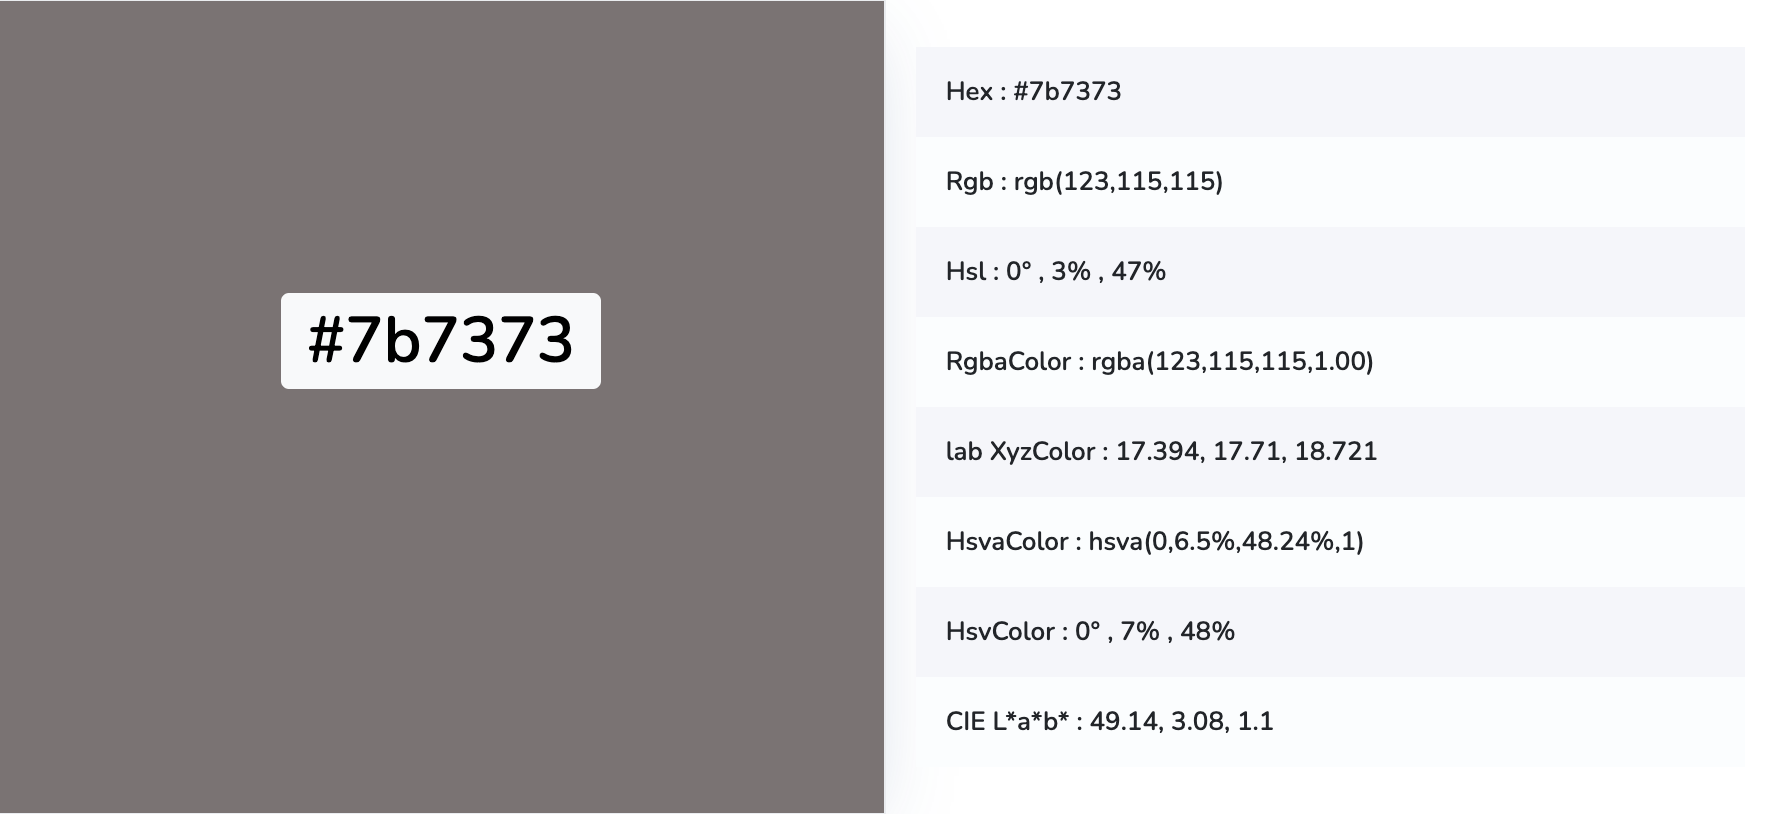 #7b7373
Hex : #7b7373
Rgb : rgb(123,115,115)
Hsl : 0° , 3% , 47%
RgbaColor : rgba(123,115,115,1.00)
lab XyzColor : 17.394, 17.71, 18.721
HsvaColor : hsva(0,6.5%,48.24%,1)
HsvColor : 0° , 7% , 48%
CIE L*a*b* : 49.14, 3.08, 1.1